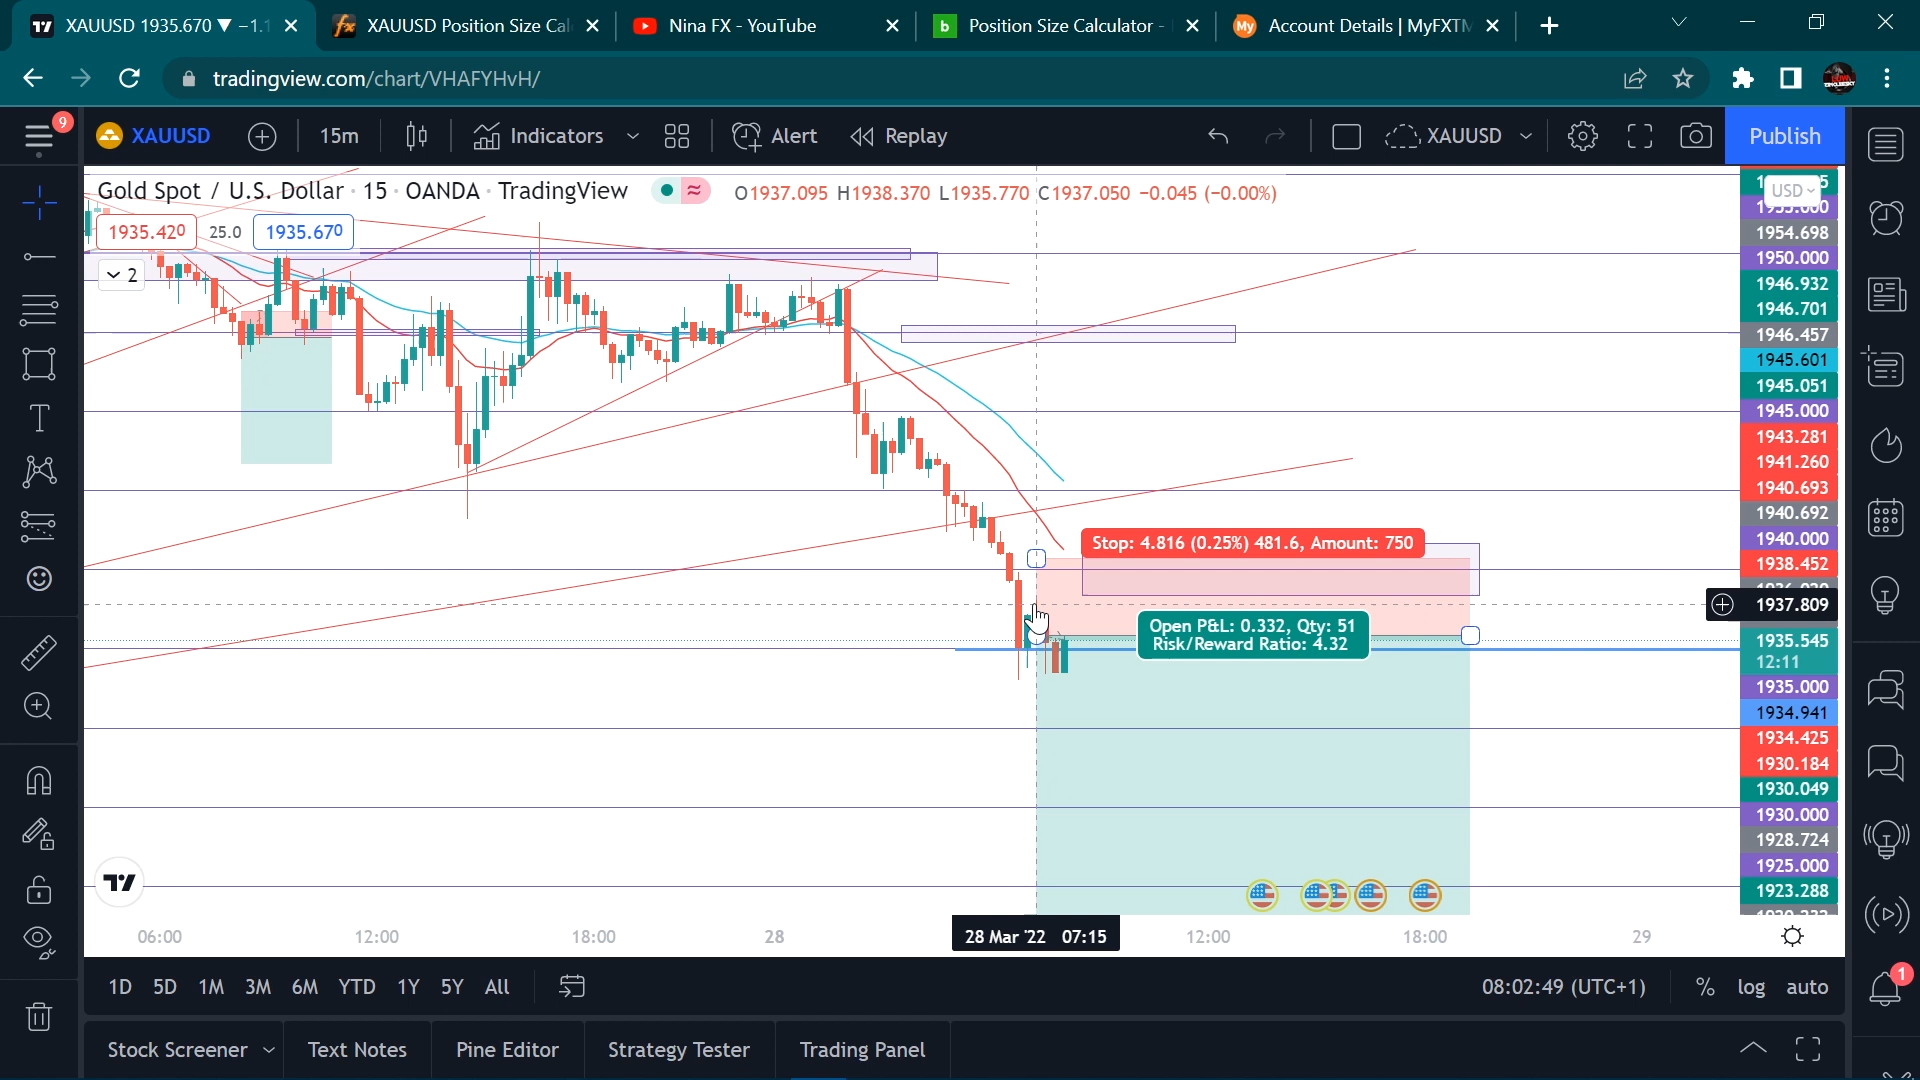 XAUUSD 1935.670 ▼ −1.1
XAUUSD Position Size Cal
Nina FX - YouTube
Position Size Calculator -
Account Details | MyFXTM
tradingview.com/chart/VHAFYHvH/
9
XAUUSD
15m
Indicators
Alert
Replay
XAUUSD
Publish
Gold Spot / U.S. Dollar · 15 · OANDA · TradingView
O1937.095 H1938.370 L1935.770 C1937.050 −0.045 (−0.00%)
1935.420
25.0
1935.670
2
USD
1954.698
1950.000
1946.932
1946.701
1946.457
1945.601
1945.051
1945.000
1943.281
1941.260
1940.693
1940.692
1940.000
1938.452
1937.809
1935.545
12:11
1935.000
1934.941
1934.425
1930.184
1930.049
1930.000
1928.724
1925.000
1923.288
Stop: 4.816 (0.25%) 481.6, Amount: 750
Open P&L: 0.332, Qty: 51
Risk/Reward Ratio: 4.32
06:00
12:00
18:00
28
28 Mar '22 07:15
12:00
18:00
29
1D 5D 1M 3M 6M YTD 1Y 5Y All
08:02:49 (UTC+1)
%
log
auto
1
Stock Screener
Text Notes
Pine Editor
Strategy Tester
Trading Panel